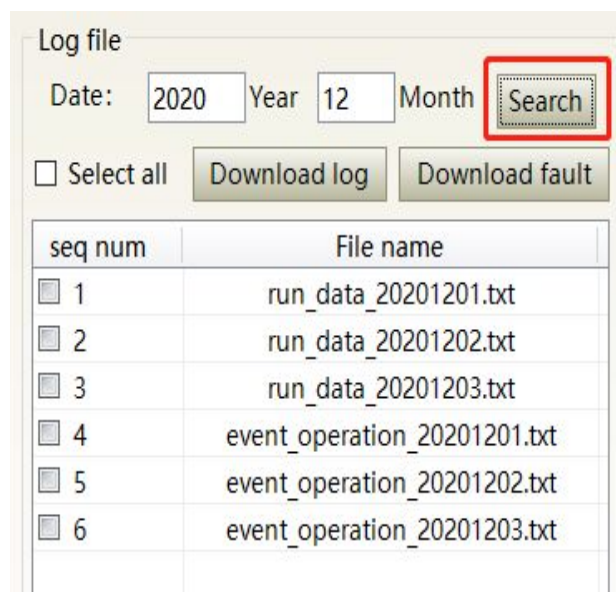 Log file
Date: 2020 Year 12 Month Search
Select all Download log Download fault
seq num File name
1 run_data_20201201.txt
2 run_data_20201202.txt
3 run_data_20201203.txt
4 event_operation_20201201.txt
5 event_operation_20201202.txt
6 event_operation_20201203.txt